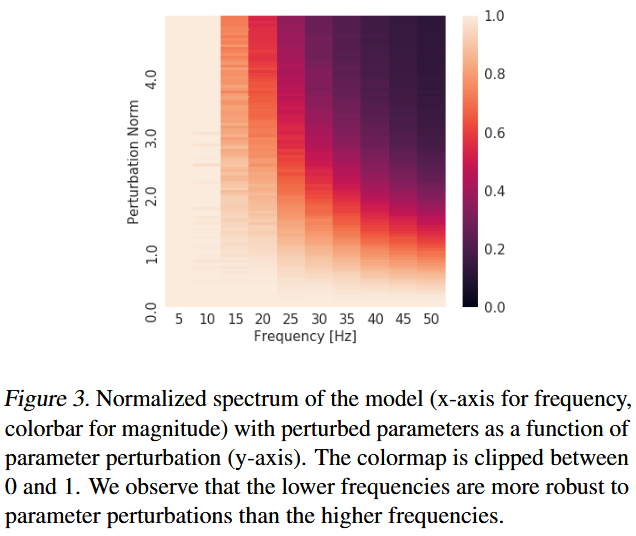 1.0
0.8
0.6
0.4
0.2
0.0
Perturbation Norm
4.0
3.0
2.0
1.0
0.0
5 10 15 20 25 30 35 40 45 50
Frequency [Hz]
Figure 3. Normalized spectrum of the model (x-axis for frequency,
colorbar for magnitude) with perturbed parameters as a function of
parameter perturbation (y-axis). The colormap is clipped between
0 and 1. We observe that the lower frequencies are more robust to
parameter perturbations than the higher frequencies.